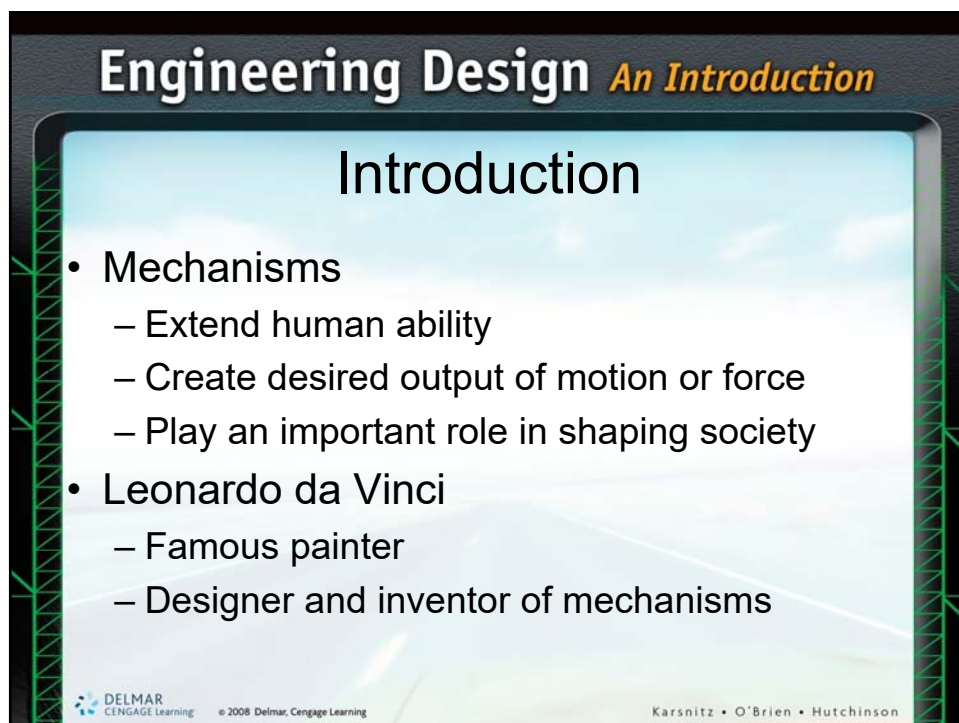 Engineering Design An Introduction
Introduction
• Mechanisms
– Extend human ability
– Create desired output of motion or force
– Play an important role in shaping society
• Leonardo da Vinci
– Famous painter
– Designer and inventor of mechanisms
DELMAR
CENGAGE Learning © 2008 Delmar, Cengage Learning
Karsnitz • O'Brien • Hutchinson